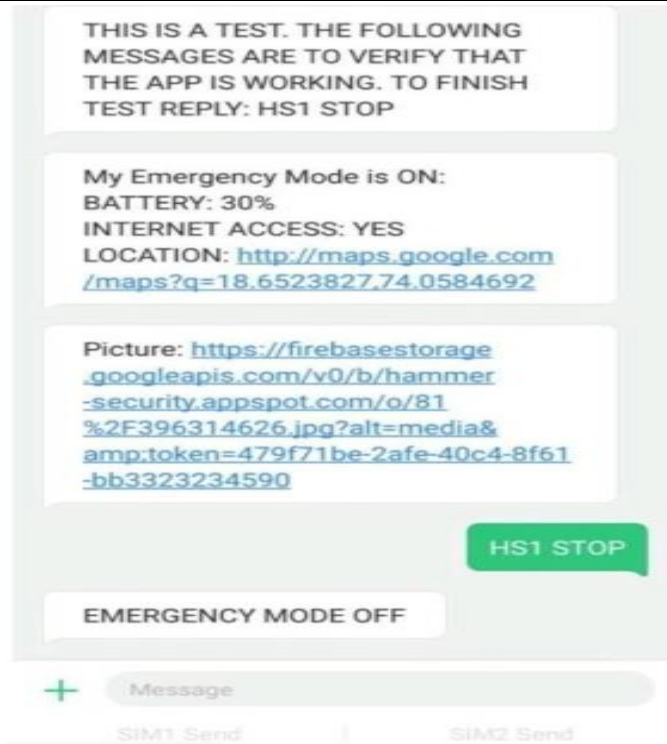 THIS IS A TEST. THE FOLLOWING
MESSAGES ARE TO VERIFY THAT
THE APP IS WORKING. TO FINISH
TEST REPLY: HS1 STOP
My Emergency Mode is ON:
BATTERY: 30%
INTERNET ACCESS: YES
LOCATION: http://maps.google.com
/maps?q=18.6523827,74.0584692
Picture: https://firebasestorage
.googleapis.com/v0/b/hammer
-security.appspot.com/o/81
%2F396314626.jpg?alt=media&
amp;token=479f71be-2afe-40c4-8f61
-bb3323234590
HS1 STOP
EMERGENCY MODE OFF
Message
SIM1 Send | SIM2 Send